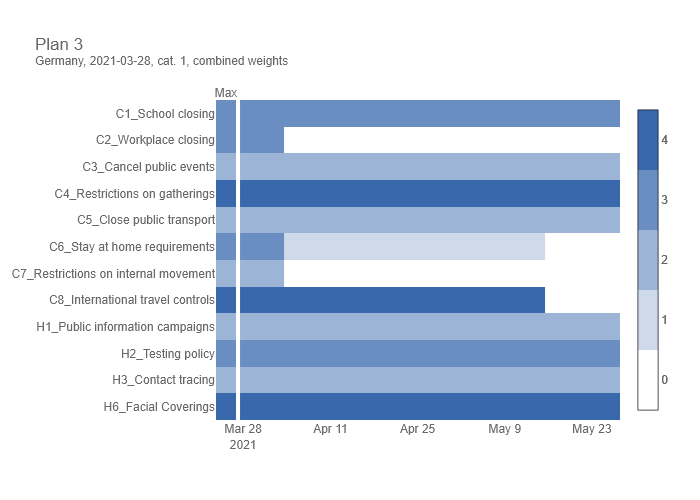 Plan 3
Germany, 2021-03-28, cat. 1, combined weights
Max
C1_School closing
C2_Workplace closing
C3_Cancel public events
C4_Restrictions on gatherings
C5_Close public transport
C6_Stay at home requirements
C7_Restrictions on internal movement
C8_International travel controls
H1_Public information campaigns
H2_Testing policy
H3_Contact tracing
H6_Facial Coverings
Mar 28 Apr 11 Apr 25 May 9 May 23
2021
4
3
2
1
0